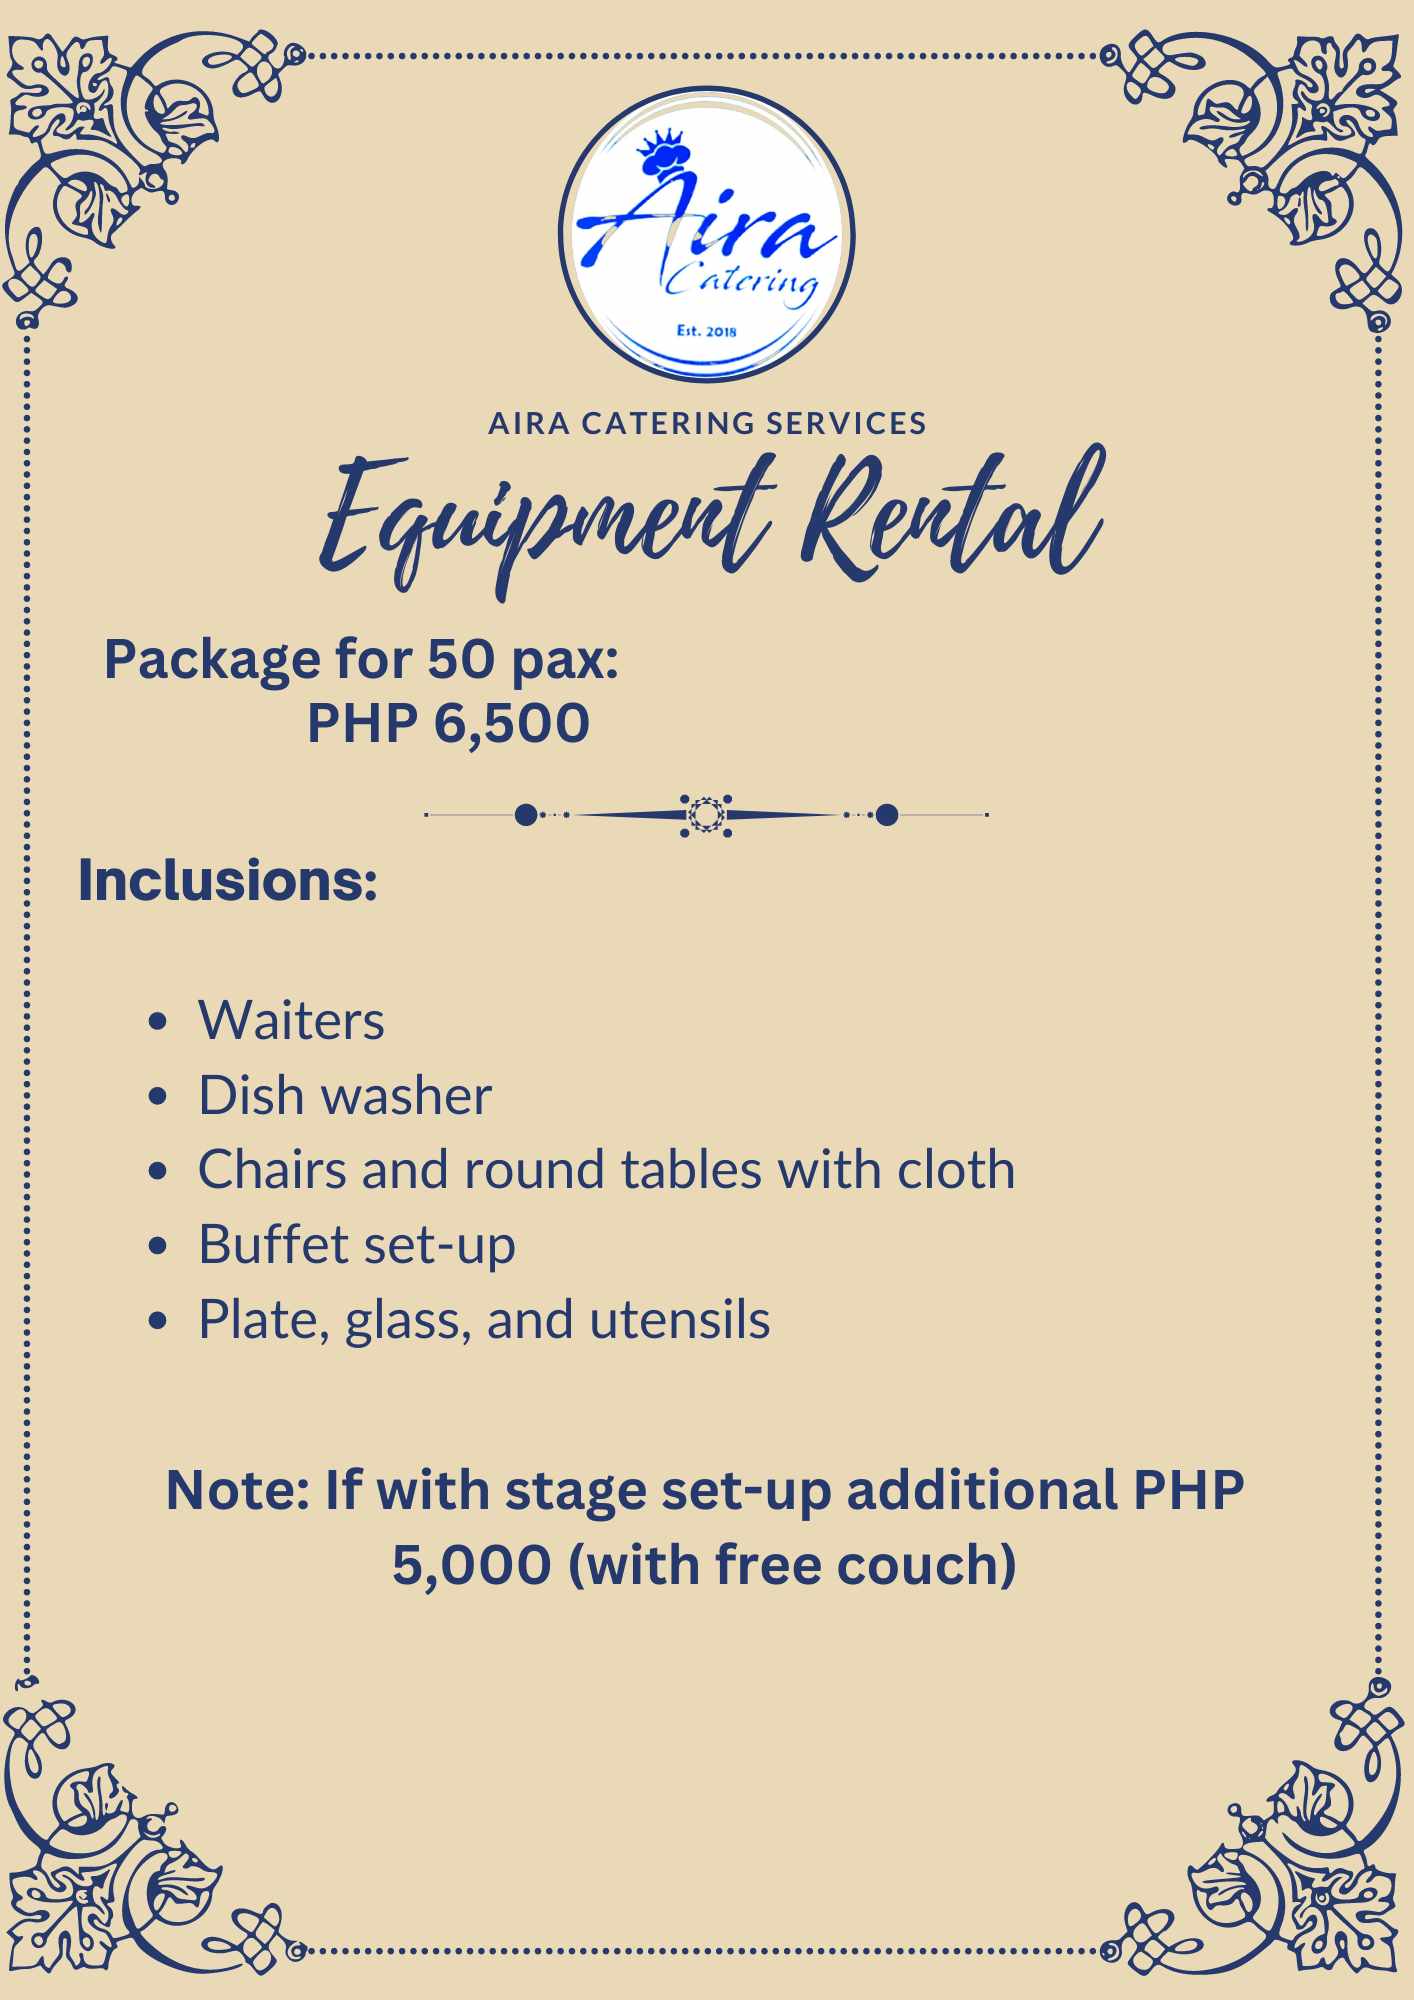 Aira
Catering
Est. 2018
AIRA CATERING SERVICES
Equipment Rental
Package for 50 pax:
PHP 6,500
Inclusions:
• Waiters
• Dish washer
• Chairs and round tables with cloth
• Buffet set-up
• Plate, glass, and utensils
Note: If with stage set-up additional PHP
5,000 (with free couch)